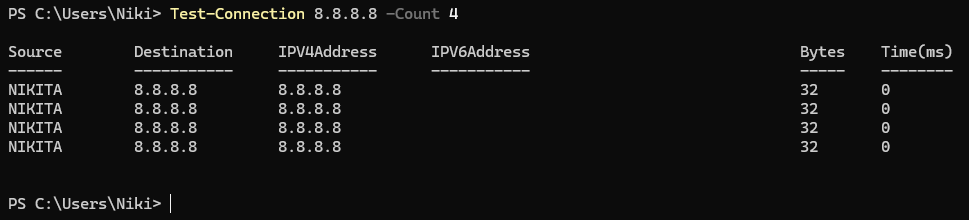 PS C:\Users\Niki> Test-Connection 8.8.8.8 -Count 4
Source Destination IPV4Address IPV6Address Bytes Time(ms)
------ ----------- ----------- ----------- ----- --------
NIKITA 8.8.8.8 8.8.8.8 32 0
NIKITA 8.8.8.8 8.8.8.8 32 0
NIKITA 8.8.8.8 8.8.8.8 32 0
NIKITA 8.8.8.8 8.8.8.8 32 0
PS C:\Users\Niki>